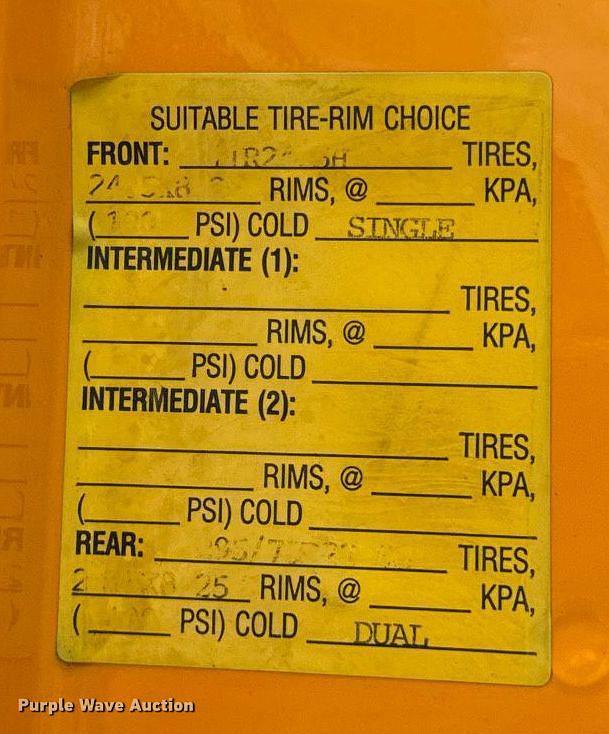 SUITABLE TIRE-RIM CHOICE
FRONT: TIRES,
RIMS, @ KPA,
( PSI) COLD SINGLE
INTERMEDIATE (1):
TIRES,
RIMS, @ KPA,
( PSI) COLD
INTERMEDIATE (2):
TIRES,
RIMS, @ KPA,
( PSI) COLD
REAR: TIRES,
RIMS, @ KPA,
( PSI) COLD DUAL
Purple Wave Auction